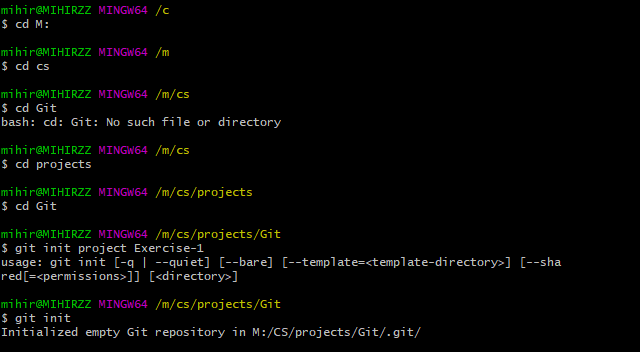 mihir@MIHIRZZ MINGW64 /c
$ cd M:
mihir@MIHIRZZ MINGW64 /m
$ cd cs
mihir@MIHIRZZ MINGW64 /m/cs
$ cd Git
bash: cd: Git: No such file or directory
mihir@MIHIRZZ MINGW64 /m/cs
$ cd projects
mihir@MIHIRZZ MINGW64 /m/cs/projects
$ cd Git
mihir@MIHIRZZ MINGW64 /m/cs/projects/Git
$ git init project Exercise-1
usage: git init [-q | --quiet] [--bare] [--template=<template-directory>] [--sha
red[=<permissions>]] [<directory>]
mihir@MIHIRZZ MINGW64 /m/cs/projects/Git
$ git init
Initialized empty Git repository in M:/CS/projects/Git/.git/